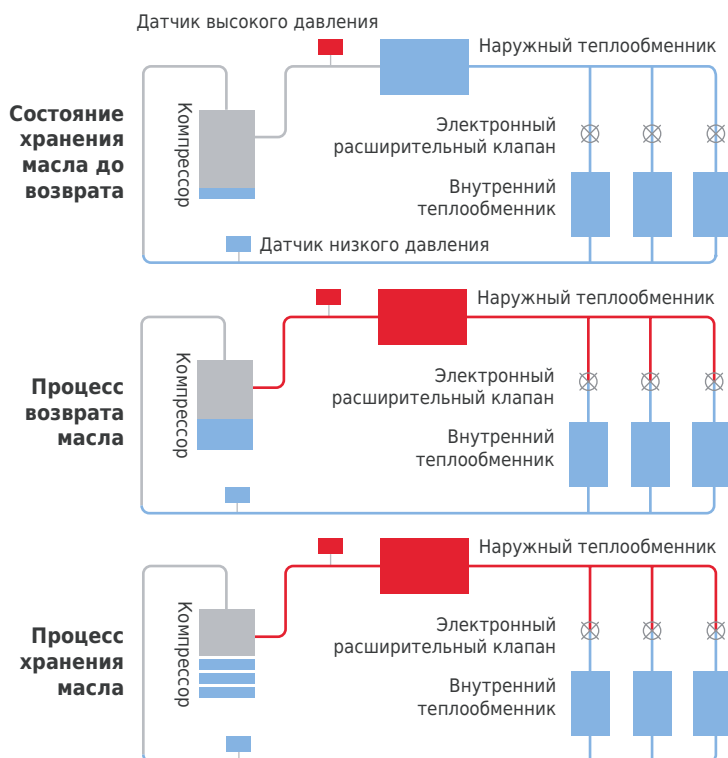 Датчик высокого давления
Наружный теплообменник
Состояние
хранения
масла до
возврата
Компрессор
Электронный
расширительный клапан
Внутренний
теплообменник
Датчик низкого давления
Наружный теплообменник
Процесс
возврата
масла
Компрессор
Электронный
расширительный клапан
Внутренний
теплообменник
Наружный теплообменник
Процесс
хранения
масла
Компрессор
Электронный
расширительный клапан
Внутренний
теплообменник